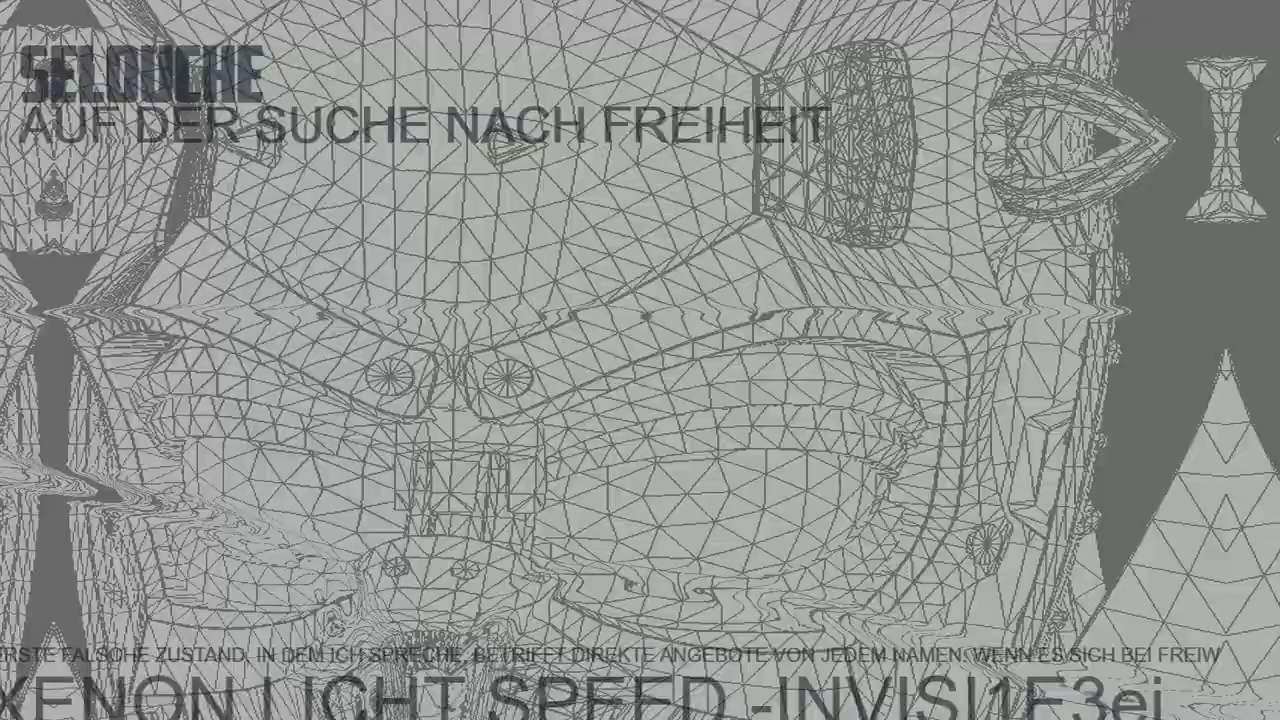 SELOUCHE
AUF DER SUCHE NACH FREIHEIT
ERSTE FALSCHE ZUSTAND. IN DEM ICH SPRECHE, BETRIFFT DIREKTE ANGEBOTE VON JEDEM NAMEN. WENN ES SICH BEI FREIW
XENON LICHT SPEED -INVISI1E3ei